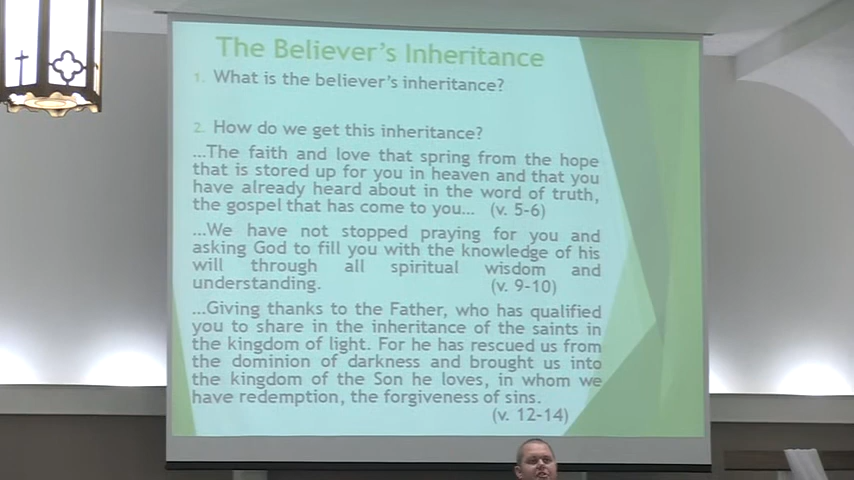 The Believer's Inheritance
1. What is the believer's inheritance?
2. How do we get this inheritance?
...The faith and love that spring from the hope
that is stored up for you in heaven and that you
have already heard about in the word of truth,
the gospel that has come to you... (v. 5-6)
...We have not stopped praying for you and
asking God to fill you with the knowledge of his
will through all spiritual wisdom and
understanding. (v. 9-10)
...Giving thanks to the Father, who has qualified
you to share in the inheritance of the saints in
the kingdom of light. For he has rescued us from
the dominion of darkness and brought us into
the kingdom of the Son he loves, in whom we
have redemption, the forgiveness of sins.
(v. 12-14)